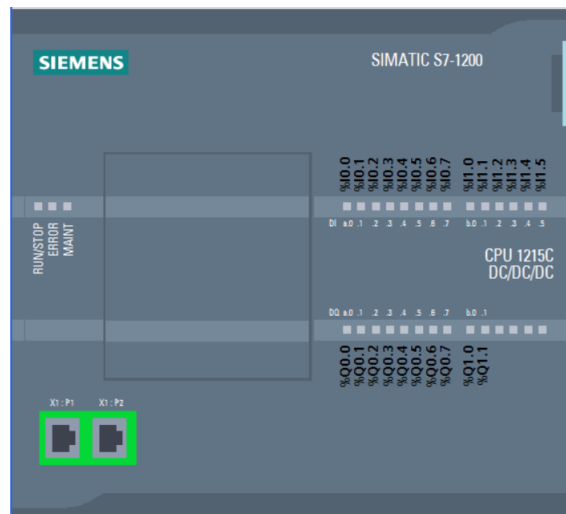 SIEMENS
SIMATIC S7-1200
%I0.0 %I0.1 %I0.2 %I0.3 %I0.4 %I0.5 %I0.6 %I0.7 %I1.0 %I1.1 %I1.2 %I1.3 %I1.4 %I1.5
DI a.0 .1 .2 .3 .4 .5 .6 .7 b.0 .1 .2 .3 .4 .5
RUN/STOP
ERROR
MAINT
CPU 1215C
DC/DC/DC
DQ a.0 .1 .2 .3 .4 .5 .6 .7 b.0 .1
%Q0.0 %Q0.1 %Q0.2 %Q0.3 %Q0.4 %Q0.5 %Q0.6 %Q0.7 %Q1.0 %Q1.1
X1:P1 X1:P2